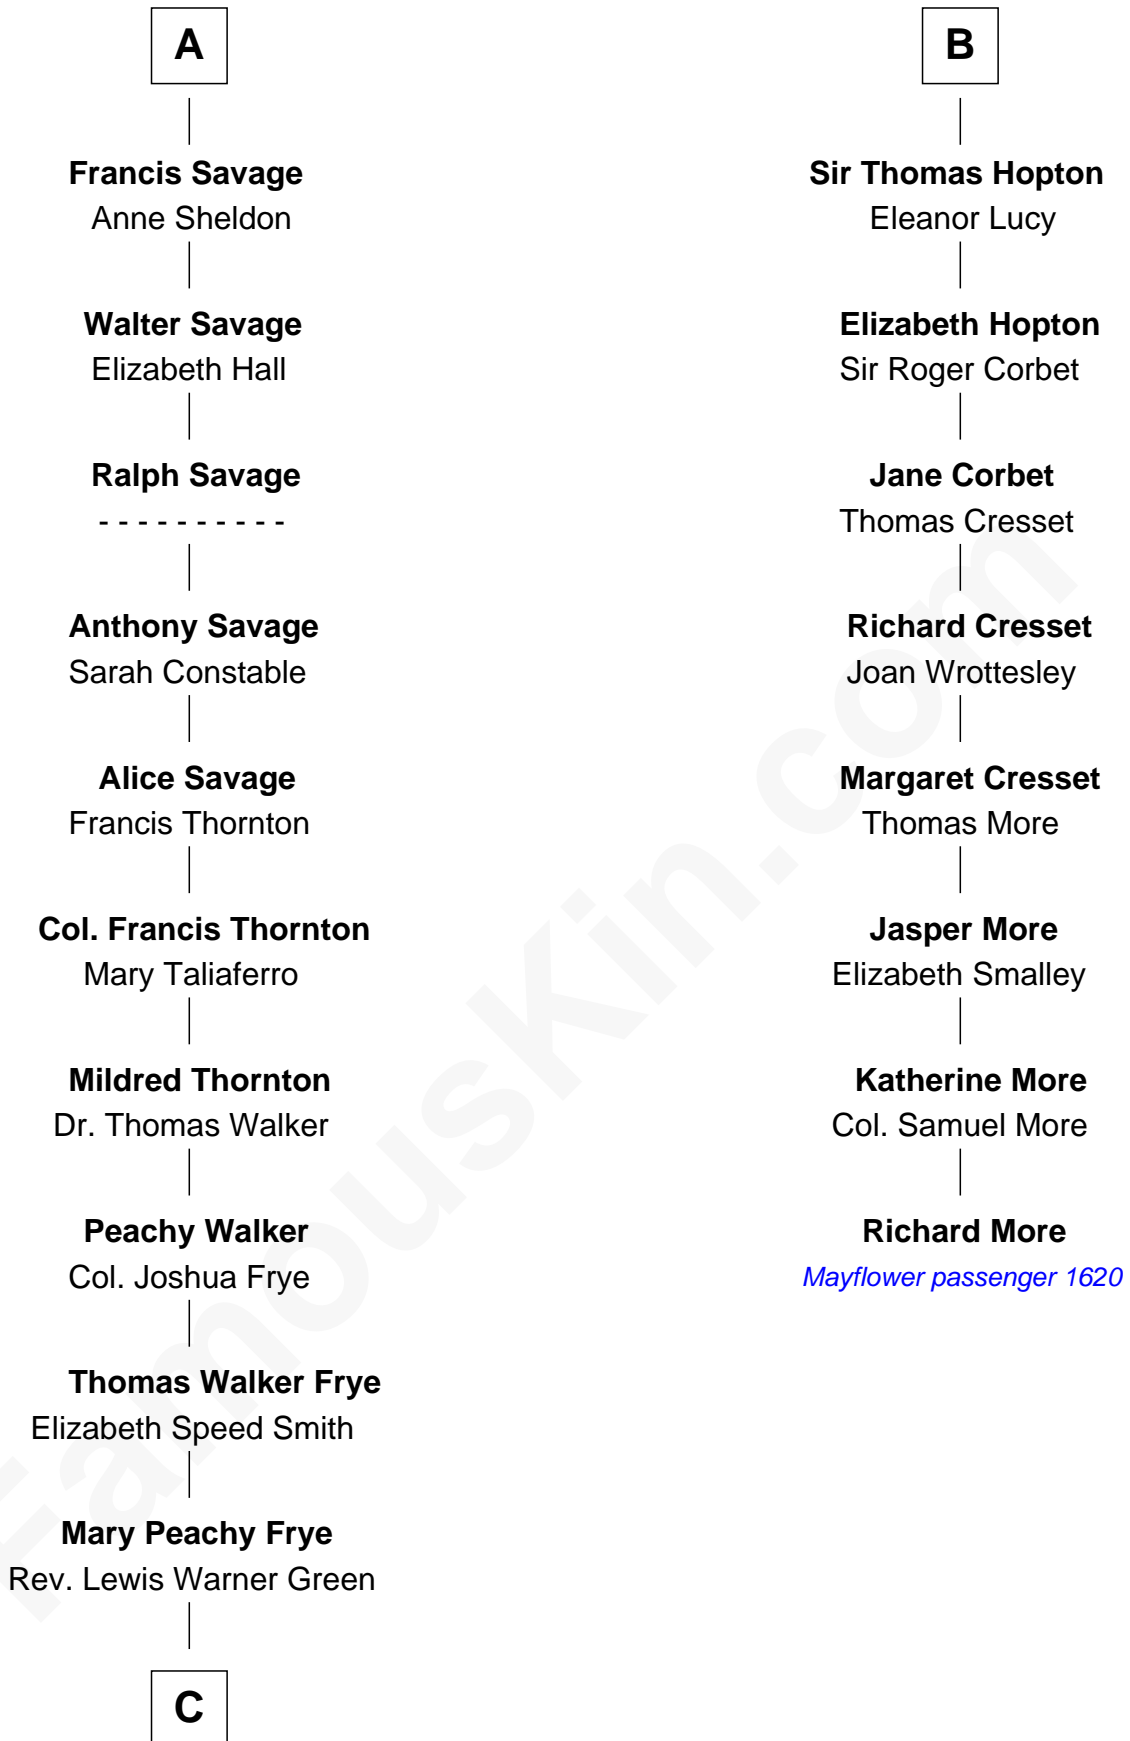 A
Francis Savage
Anne Sheldon
Walter Savage
Elizabeth Hall
Ralph Savage
- - - - - - - - - -
Anthony Savage
Sarah Constable
Alice Savage
Francis Thornton
Col. Francis Thornton
Mary Taliaferro
Mildred Thornton
Dr. Thomas Walker
Peachy Walker
Col. Joshua Frye
Thomas Walker Frye
Elizabeth Speed Smith
Mary Peachy Frye
Rev. Lewis Warner Green
C
B
Sir Thomas Hopton
Eleanor Lucy
Elizabeth Hopton
Sir Roger Corbet
Jane Corbet
Thomas Cresset
Richard Cresset
Joan Wrottesley
Margaret Cresset
Thomas More
Jasper More
Elizabeth Smalley
Katherine More
Col. Samuel More
Richard More
Mayflower passenger 1620
FamousKin.com